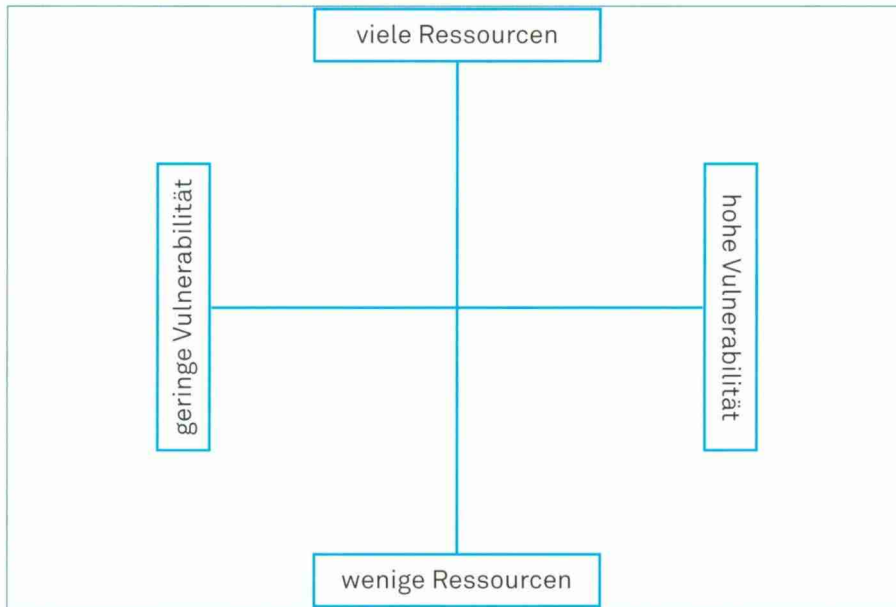 viele Ressourcen
geringe Vulnerabilität
hohe Vulnerabilität
wenige Ressourcen